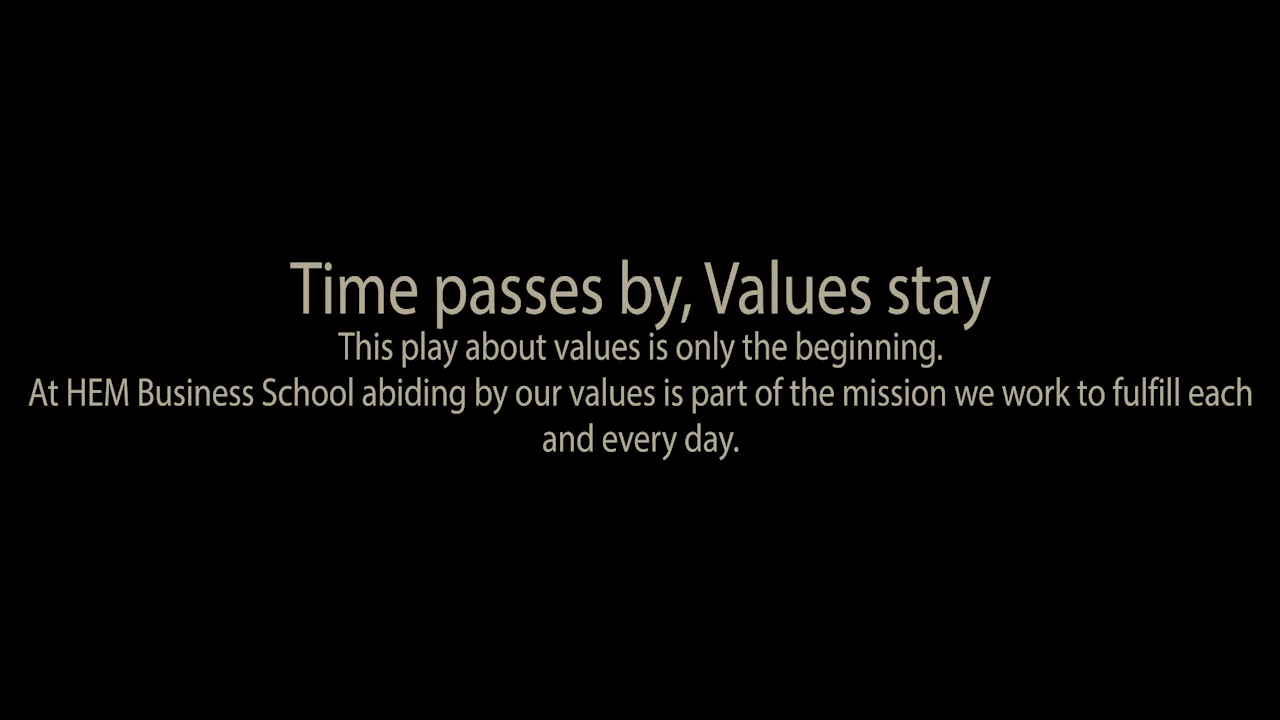 Time passes by, Values stay
This play about values is only the beginning.
At HEM Business School abiding by our values is part of the mission we work to fulfill each
and every day.